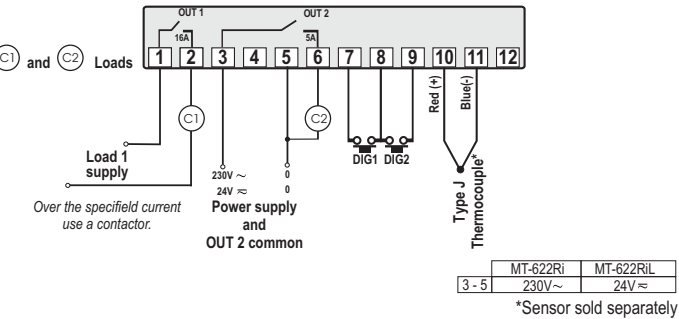 OUT 1 OUT 2
16A 5A
1 2 3 4 5 6 7 8 9 10 11 12
C1 and C2 Loads
Red (+)
Blue(-)
C1 C2
DIG1 DIG2
Load 1
supply
230V ~ 0
24V ≂ 0
Power supply
and
OUT 2 common
Over the specifield current
use a contactor.
Type J
Thermocouple*
MT-622Ri MT-622RiL
3 - 5 230V~ 24V ≂
*Sensor sold separately